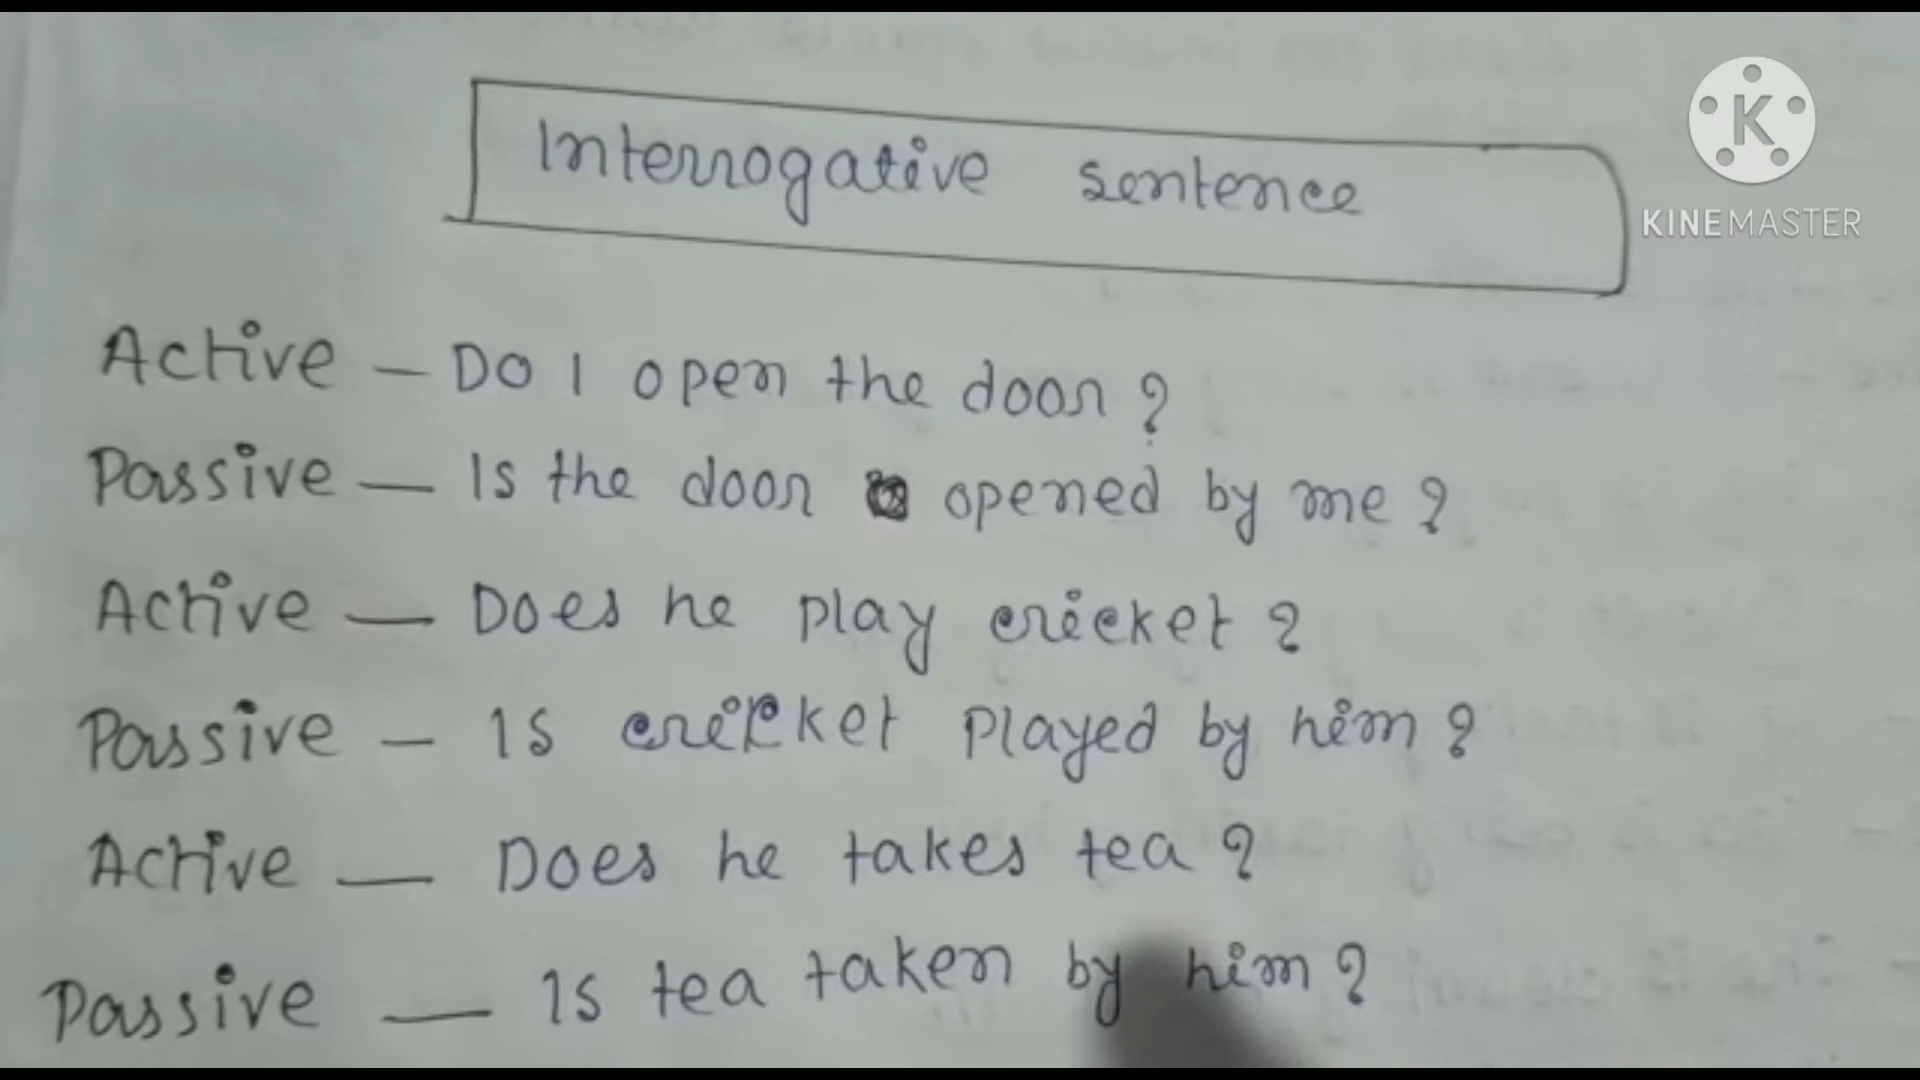 Interrogative sentence
KINEMASTER
Active — Do I open the door ?
Passive — Is the door opened by me ?
Active — Does he play cricket ?
Passive — Is cricket played by him ?
Active — Does he takes tea ?
Passive — Is tea taken by him ?